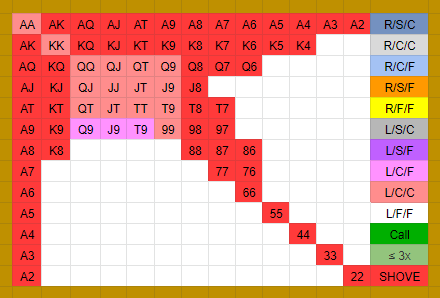 AA AK AQ AJ AT A9 A8 A7 A6 A5 A4 A3 A2 R/S/C
AK KK KQ KJ KT K9 K8 K7 K6 K5 K4 R/C/C
AQ KQ QQ QJ QT Q9 Q8 Q7 Q6 R/C/F
AJ KJ QJ JJ JT J9 J8 R/S/F
AT KT QT JT TT T9 T8 T7 R/F/F
A9 K9 Q9 J9 T9 99 98 97 L/S/C
A8 K8 88 87 86 L/S/F
A7 77 76 L/C/F
A6 66 L/C/C
A5 55 L/F/F
A4 44 Call
A3 33 ≤ 3x
A2 22 SHOVE